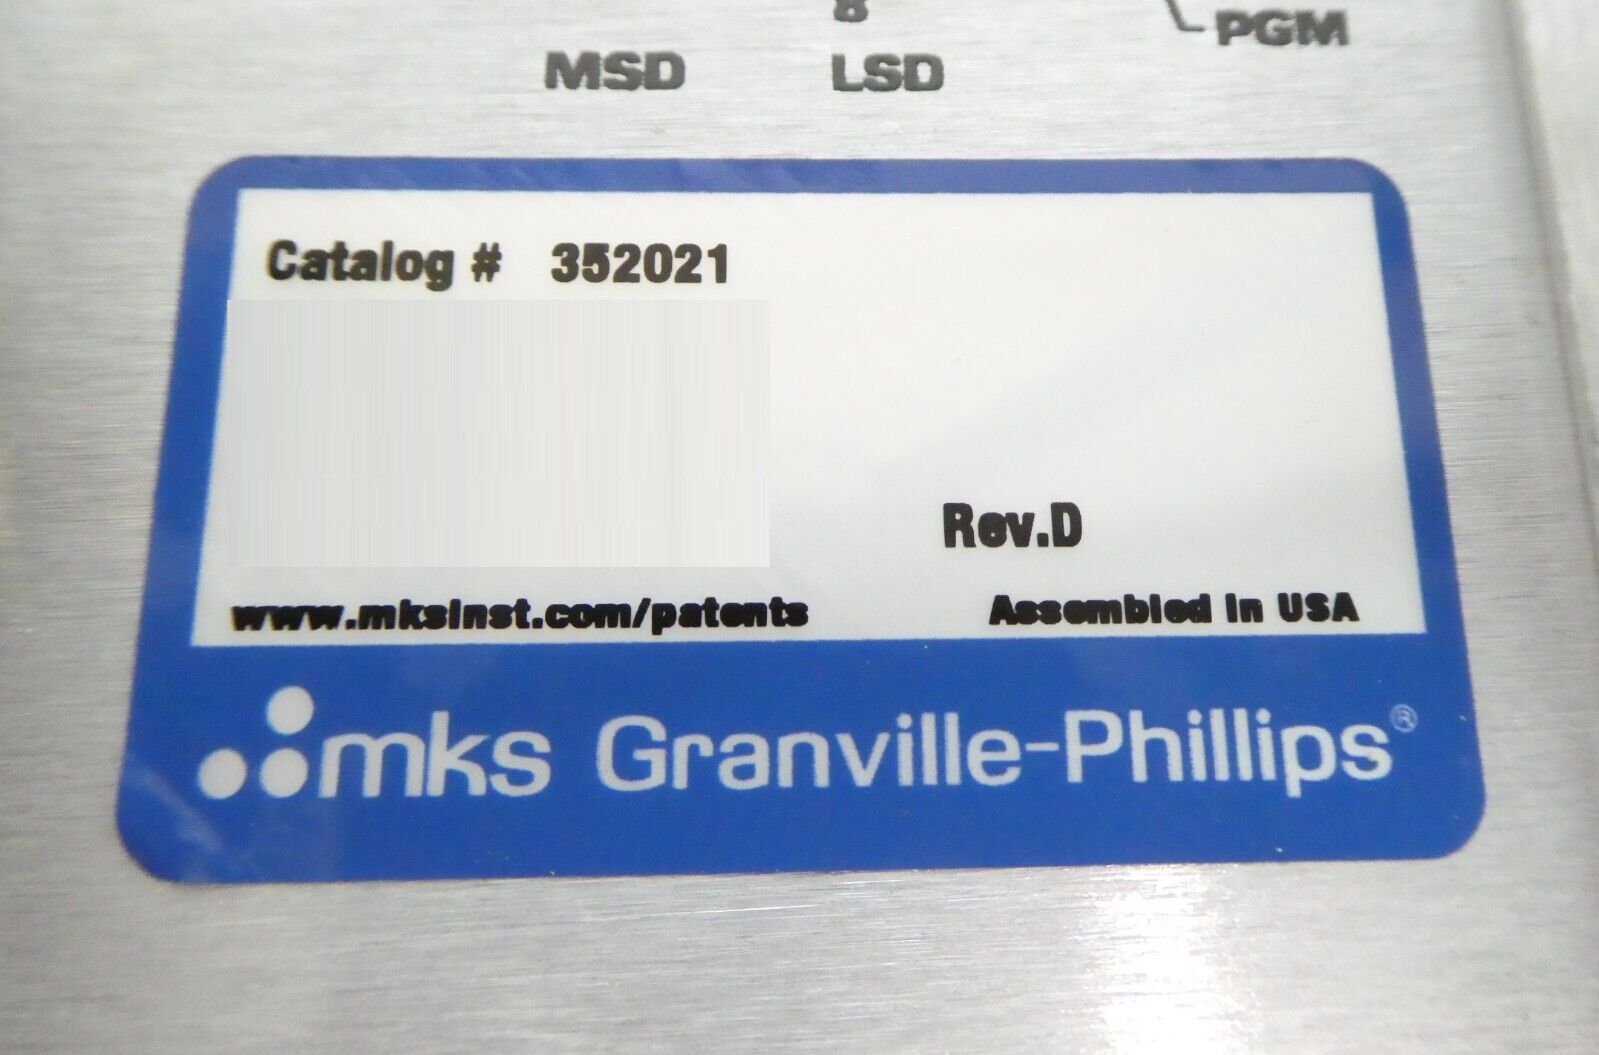 8
PGM
MSD LSD
Catalog # 352021
Rev.D
www.mksinst.com/patents Assembled in USA
mks Granville-Phillips®